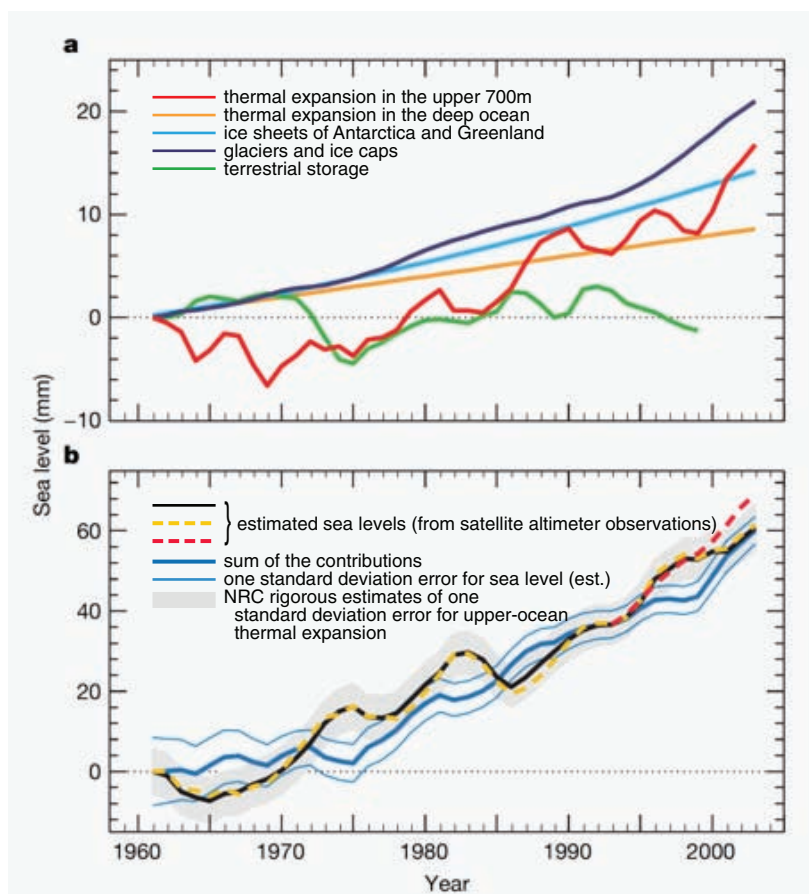 a
thermal expansion in the upper 700m
thermal expansion in the deep ocean
ice sheets of Antarctica and Greenland
glaciers and ice caps
terrestrial storage
20
10
0
–10
Sea level (mm)
b
estimated sea levels (from satellite altimeter observations)
sum of the contributions
one standard deviation error for sea level (est.)
NRC rigorous estimates of one
standard deviation error for upper-ocean
thermal expansion
60
40
20
0
1960 1970 1980 1990 2000
Year